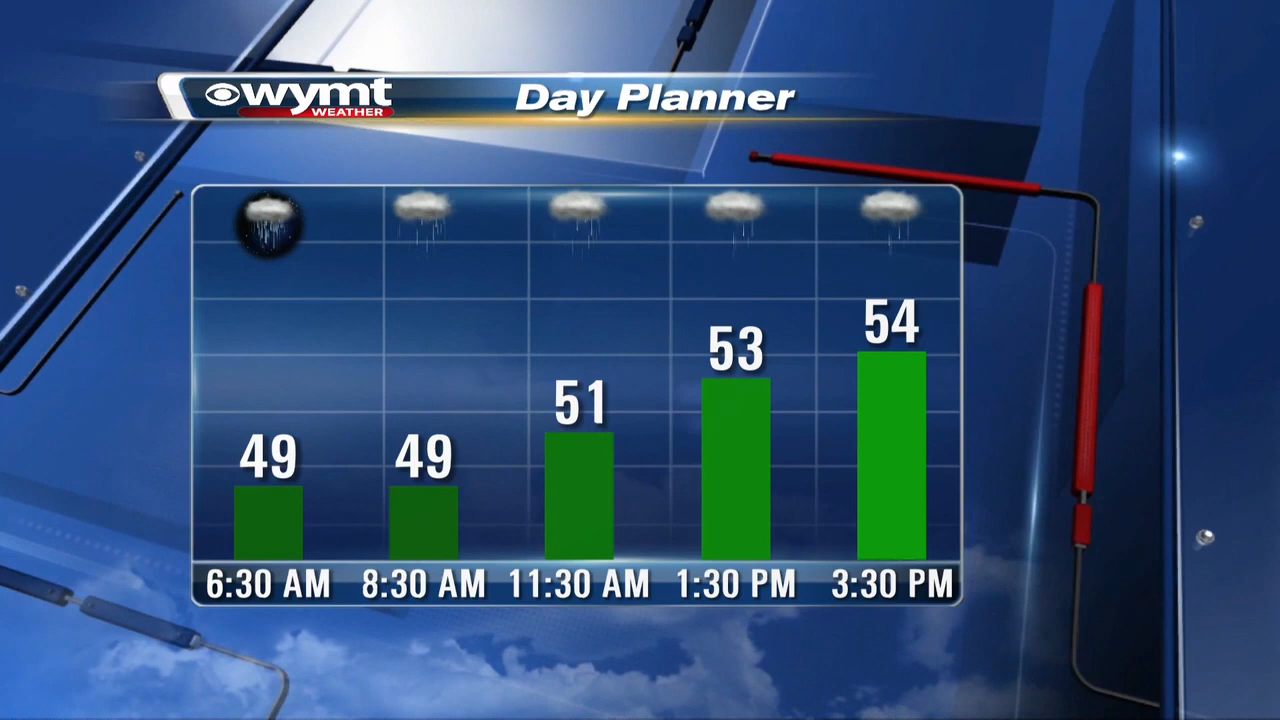 wymt
WEATHER
Day Planner
49
49
51
53
54
6:30 AM
8:30 AM
11:30 AM
1:30 PM
3:30 PM